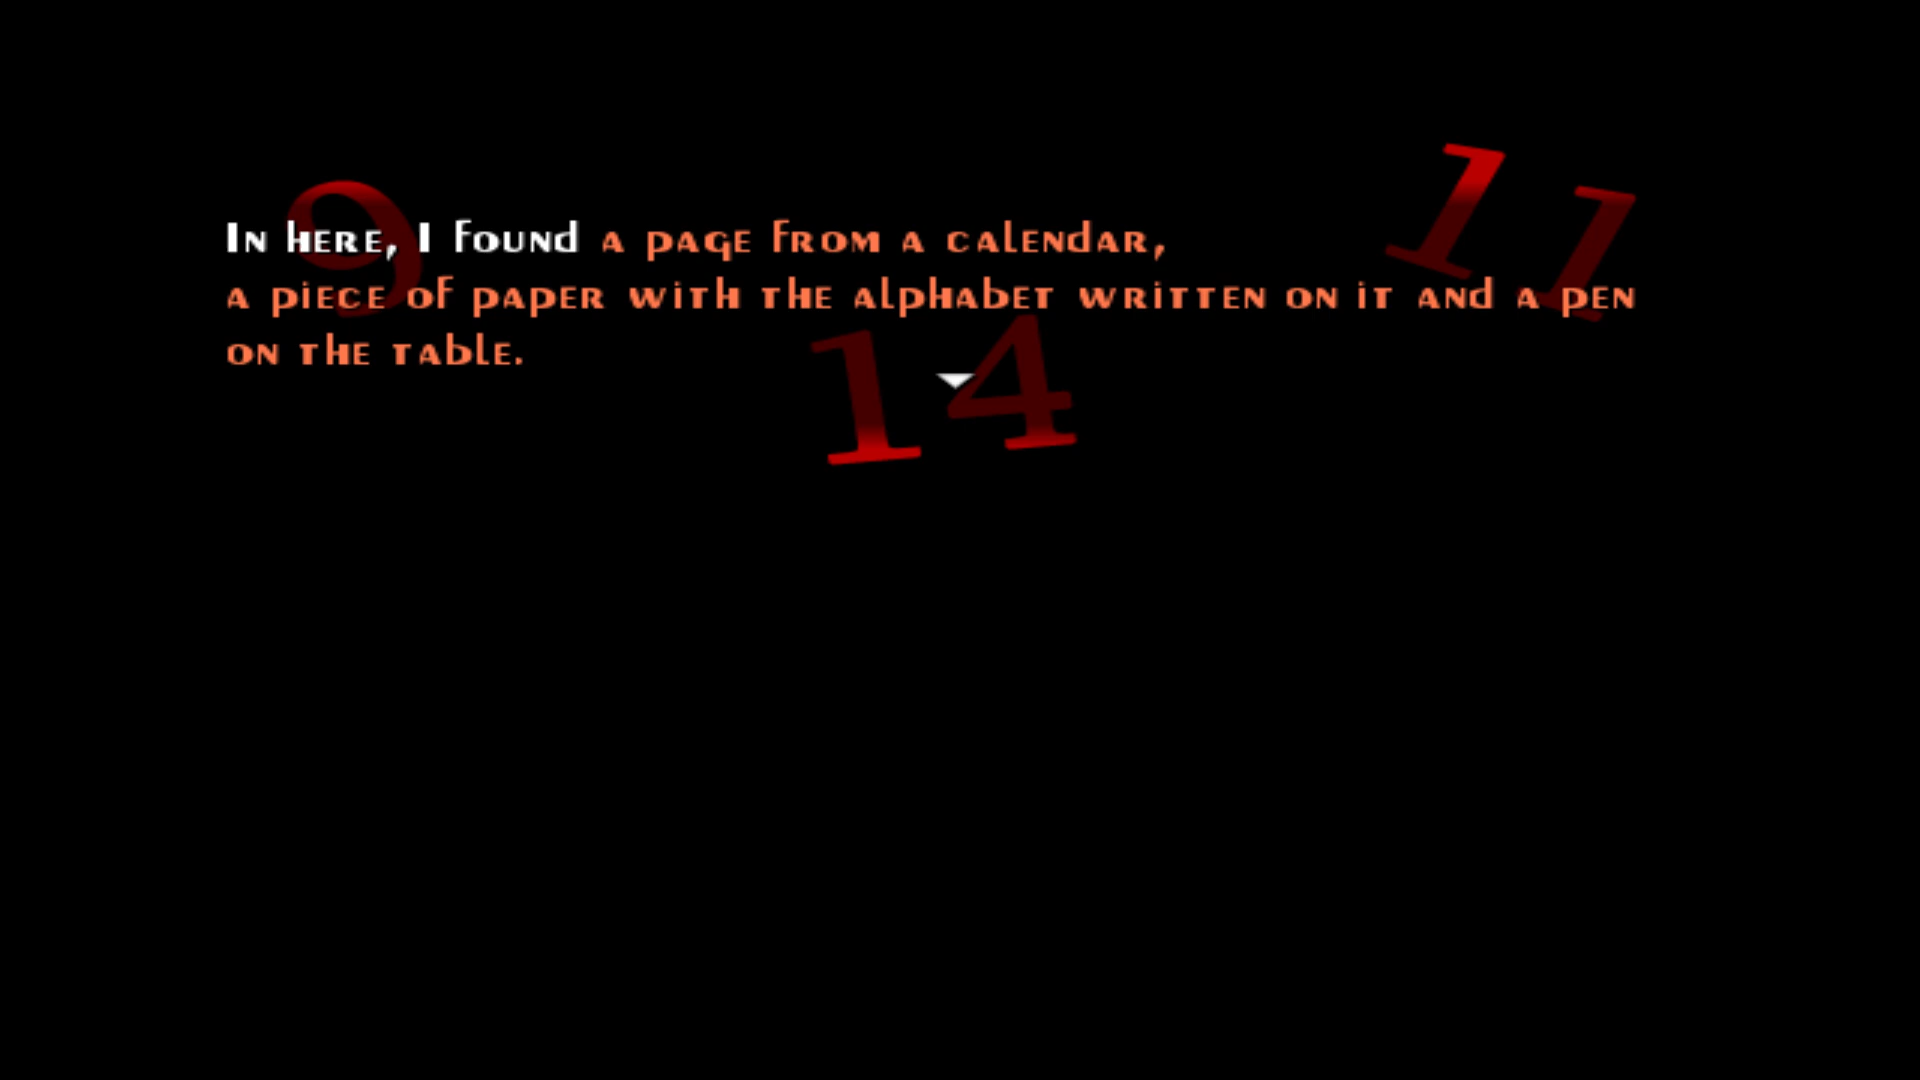 9
11
In here, I found a page from a calendar,
a piece of paper with the alphabet written on it and a pen
on the table.
14